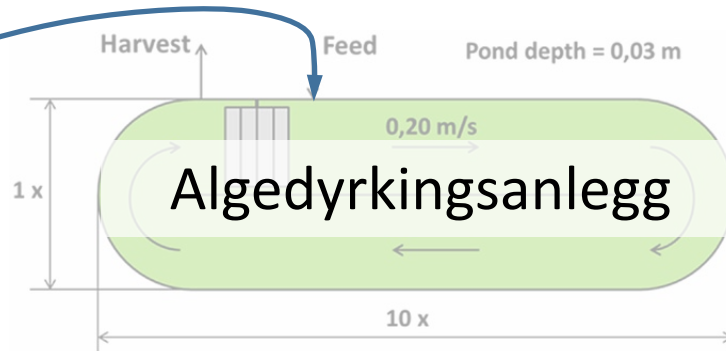 Harvest
Feed
Pond depth = 0,03 m
0,20 m/s
1 x
Algedyrkingsanlegg
10 x